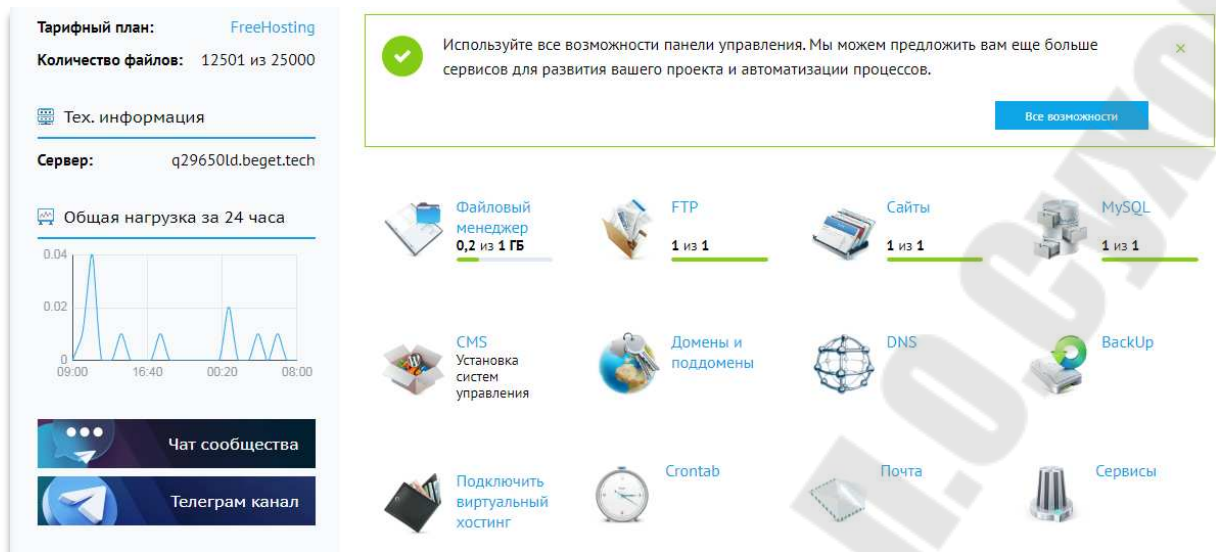 Тарифный план: FreeHosting
Количество файлов: 12501 из 25000
Тех. информация
Сервер: q29650ld.beget.tech
Общая нагрузка за 24 часа
0.04
0.02
0
09:00 16:40 00:20 08:00
Чат сообщества
Телеграм канал
Используйте все возможности панели управления. Мы можем предложить вам еще больше
сервисов для развития вашего проекта и автоматизации процессов.
Все возможности
Файловый
менеджер
0,2 из 1 ГБ
FTP
1 из 1
Сайты
1 из 1
MySQL
1 из 1
CMS
Установка
систем
управления
Домены и
поддомены
DNS
BackUp
Подключить
виртуальный
хостинг
Crontab
Почта
Сервисы